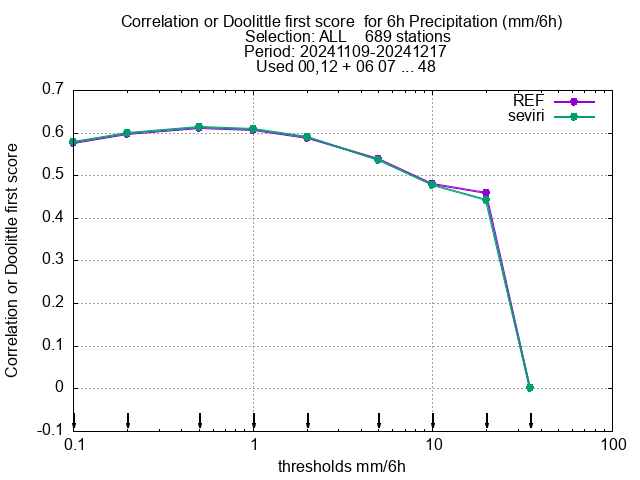 Correlation or Doolittle first score  for 6h Precipitation (mm/6h)
Selection: ALL    689 stations
Period: 20241109-20241217
Used 00,12 + 06 07 ... 48
REF
seviri
Correlation or Doolittle first score
0.7
0.6
0.5
0.4
0.3
0.2
0.1
0
-0.1
0.1 1 10 100
thresholds mm/6h